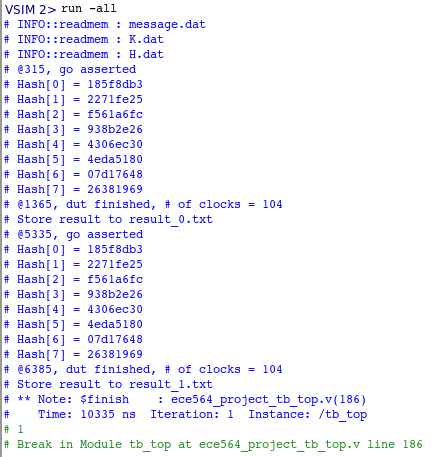 VSIM 2> run -all
# INFO::readmem : message.dat
# INFO::readmem : K.dat
# INFO::readmem : H.dat
# @315, go asserted
# Hash[0] = 185f8db3
# Hash[1] = 2271fe25
# Hash[2] = f561a6fc
# Hash[3] = 938b2e26
# Hash[4] = 4306ec30
# Hash[5] = 4eda5180
# Hash[6] = 07d17648
# Hash[7] = 26381969
# @1365, dut finished, # of clocks = 104
# Store result to result_0.txt
# @5335, go asserted
# Hash[0] = 185f8db3
# Hash[1] = 2271fe25
# Hash[2] = f561a6fc
# Hash[3] = 938b2e26
# Hash[4] = 4306ec30
# Hash[5] = 4eda5180
# Hash[6] = 07d17648
# Hash[7] = 26381969
# @6385, dut finished, # of clocks = 104
# Store result to result_1.txt
# ** Note: $finish    : ece564_project_tb_top.v(186)
#    Time: 10335 ns  Iteration: 1  Instance: /tb_top
# 1
# Break in Module tb_top at ece564_project_tb_top.v line 186